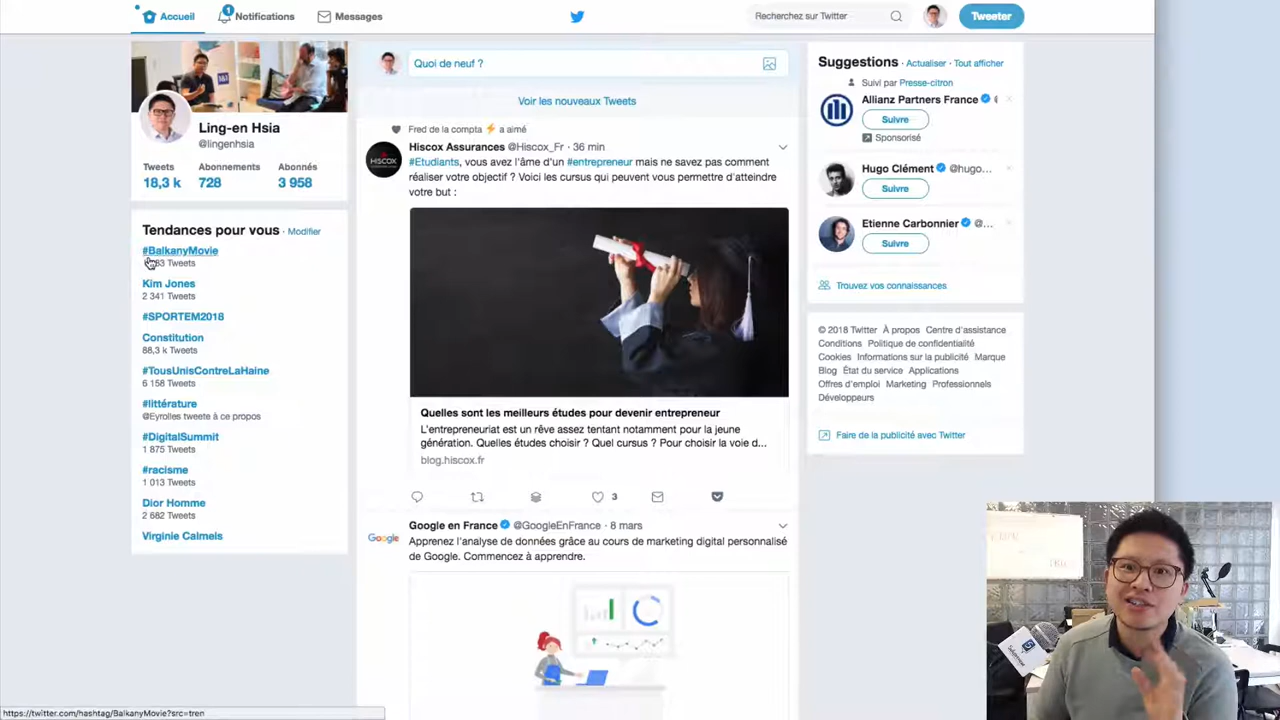 Accueil
1
Notifications
Messages
Recherchez sur Twitter
Tweeter
Ling-en Hsia
@lingenhsia
Tweets
Abonnements
Abonnés
18,3 k
728
3 958
Tendances pour vous · Modifier
#BalkanyMovie
Tweets
Kim Jones
2 341 Tweets
#SPORTEM2018
Constitution
88,3 k Tweets
#TousUnisContreLaHaine
6 158 Tweets
#littérature
@Eyrolles tweete à ce propos
#DigitalSummit
1 875 Tweets
#racisme
1 013 Tweets
Dior Homme
2 682 Tweets
Virginie Calmels
Quoi de neuf ?
Voir les nouveaux Tweets
Fred de la compta ⚡ a aimé
HISCOX
Hiscox Assurances @Hiscox_Fr · 36 min
#Etudiants, vous avez l'âme d'un #entrepreneur mais ne savez pas comment
réaliser votre objectif ? Voici les cursus qui peuvent vous permettre d'atteindre
votre but :
Quelles sont les meilleurs études pour devenir entrepreneur
L'entrepreneuriat est un rêve assez tentant notamment pour la jeune
génération. Quelles études choisir ? Quel cursus ? Pour choisir la voie d...
blog.hiscox.fr
3
Google
Google en France @GoogleEnFrance · 8 mars
Apprenez l'analyse de données grâce au cours de marketing digital personnalisé
de Google. Commencez à apprendre.
Suggestions · Actualiser · Tout afficher
Suivi par Presse-citron
Allianz Partners France
Suivre
Sponsorisé
Hugo Clément @hugo...
Suivre
Etienne Carbonnier @...
Suivre
Trouvez vos connaissances
© 2018 Twitter À propos Centre d'assistance
Conditions Politique de confidentialité
Cookies Informations sur la publicité Marque
Blog État du service Applications
Offres d'emploi Marketing Professionnels
Développeurs
Faire de la publicité avec Twitter
https://twitter.com/hashtag/BalkanyMovie?src=tren